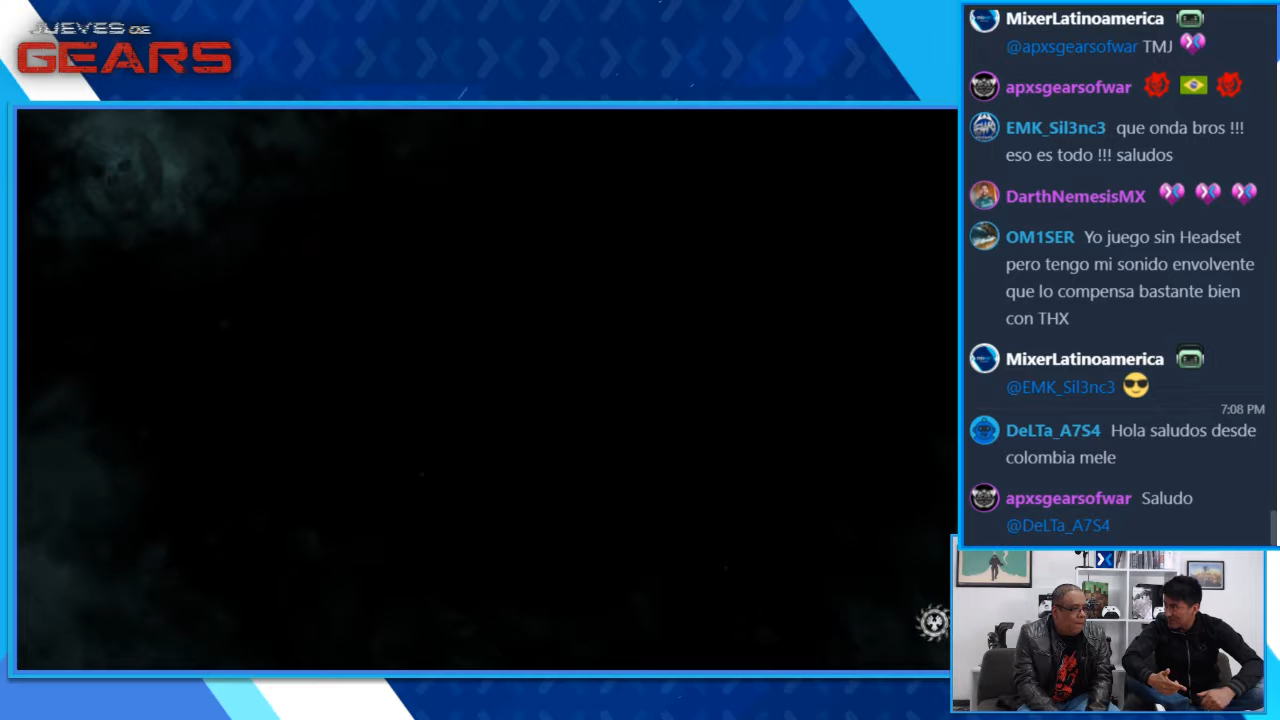 JUEVES DE
GEARS
MixerLatinoamerica
@apxsgearsofwar TMJ
apxsgearsofwar
EMK_Sil3nc3 que onda bros !!!
eso es todo !!! saludos
DarthNemesisMX
OM1SER Yo juego sin Headset
pero tengo mi sonido envolvente
que lo compensa bastante bien
con THX
MixerLatinoamerica
@EMK_Sil3nc3
7:08 PM
DeLTa_A7S4 Hola saludos desde
colombia mele
apxsgearsofwar Saludo
@DeLTa_A7S4